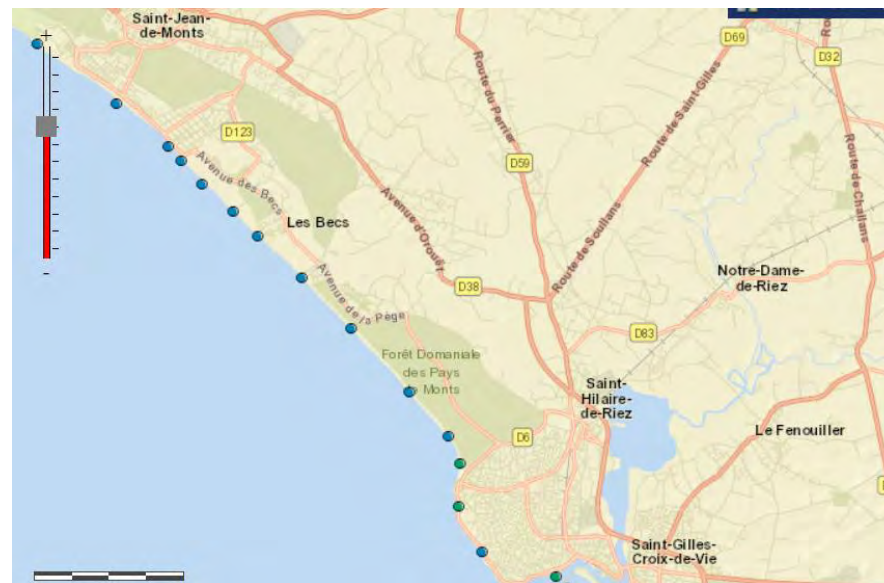 Saint-Jean-
de-Monts
D69
D32
Route du Perrier
Route de Saint-Gilles
D123
D59
Route de Challans
Avenue des Becs
Les Becs
Avenue d'Orouët
Route de Soullans
Notre-Dame-
de-Riez
D38
Avenue de la Pège
D83
Forêt Domaniale
des Pays
de Monts
Saint-
Hilaire-
de-Riez
D6
Le Fenouiller
Saint-Gilles-
Croix-de-Vie